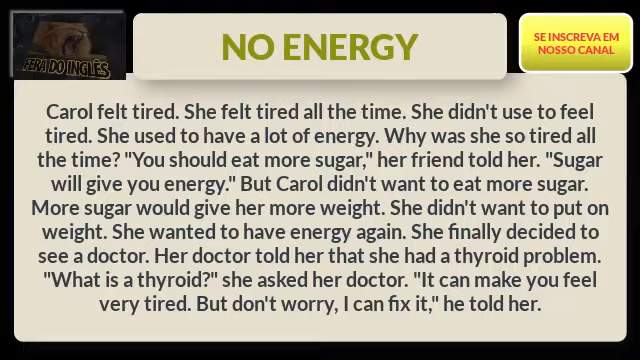 FERA DO INGLÊS
NO ENERGY
SE INSCREVA EM
NOSSO CANAL
Carol felt tired. She felt tired all the time. She didn't use to feel
tired. She used to have a lot of energy. Why was she so tired all
the time? "You should eat more sugar," her friend told her. "Sugar
will give you energy." But Carol didn't want to eat more sugar.
More sugar would give her more weight. She didn't want to put on
weight. She wanted to have energy again. She finally decided to
see a doctor. Her doctor told her that she had a thyroid problem.
"What is a thyroid?" she asked her doctor. "It can make you feel
very tired. But don't worry, I can fix it," he told her.